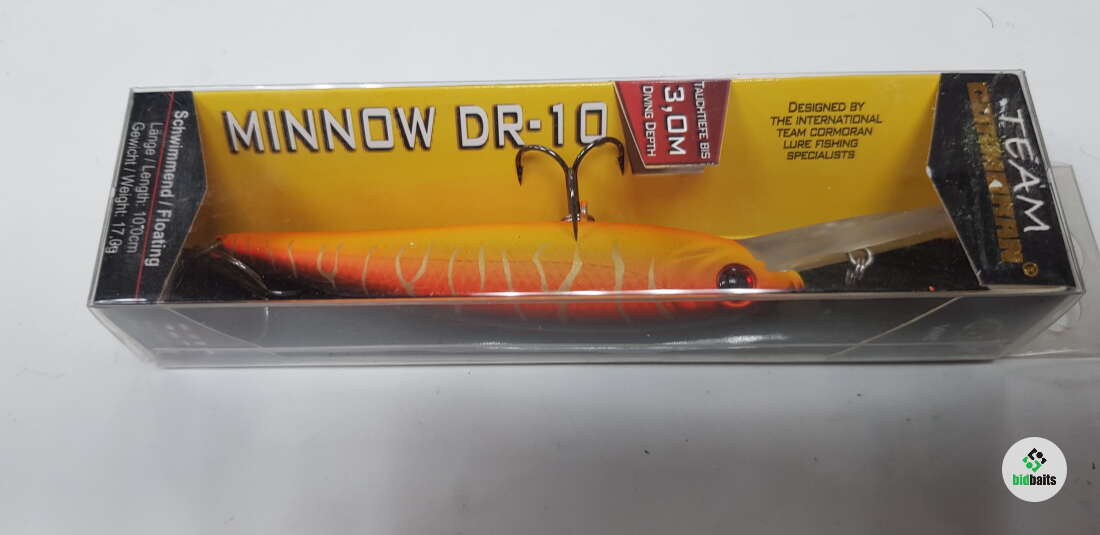 MINNOW DR-10
TAUCHTIEFE BIS
3,0M
DIVING DEPTH
DESIGNED BY
THE INTERNATIONAL
TEAM CORMORAN
LURE FISHING
SPECIALISTS
TEAM
CORMORAN®
Schwimmend / Floating
Länge / Length: 10,0cm
Gewicht / Weight: 17,0g
bidbaits